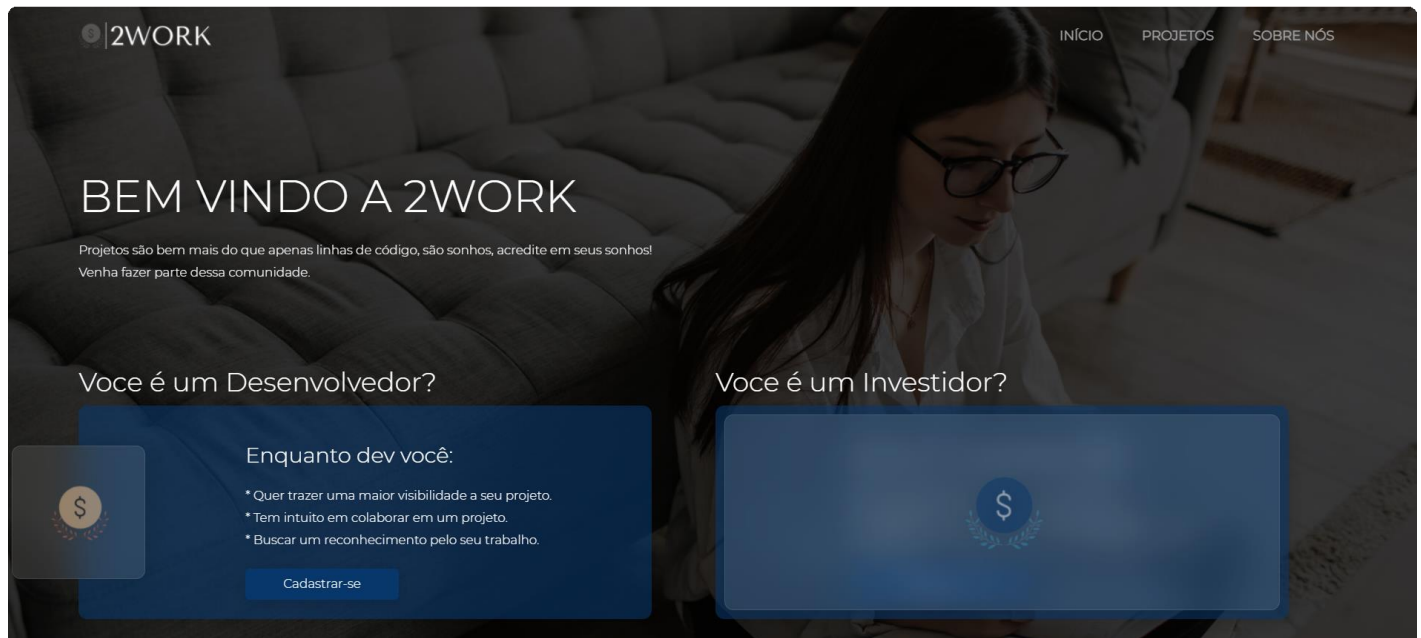 $ 2WORK
INÍCIO PROJETOS SOBRE NÓS
BEM VINDO A 2WORK
Projetos são bem mais do que apenas linhas de código, são sonhos, acredite em seus sonhos!
Venha fazer parte dessa comunidade.
Voce é um Desenvolvedor?
Enquanto dev você:
* Quer trazer uma maior visibilidade a seu projeto.
* Tem intuito em colaborar em um projeto.
* Buscar um reconhecimento pelo seu trabalho.
Cadastrar-se
$
Voce é um Investidor?
$